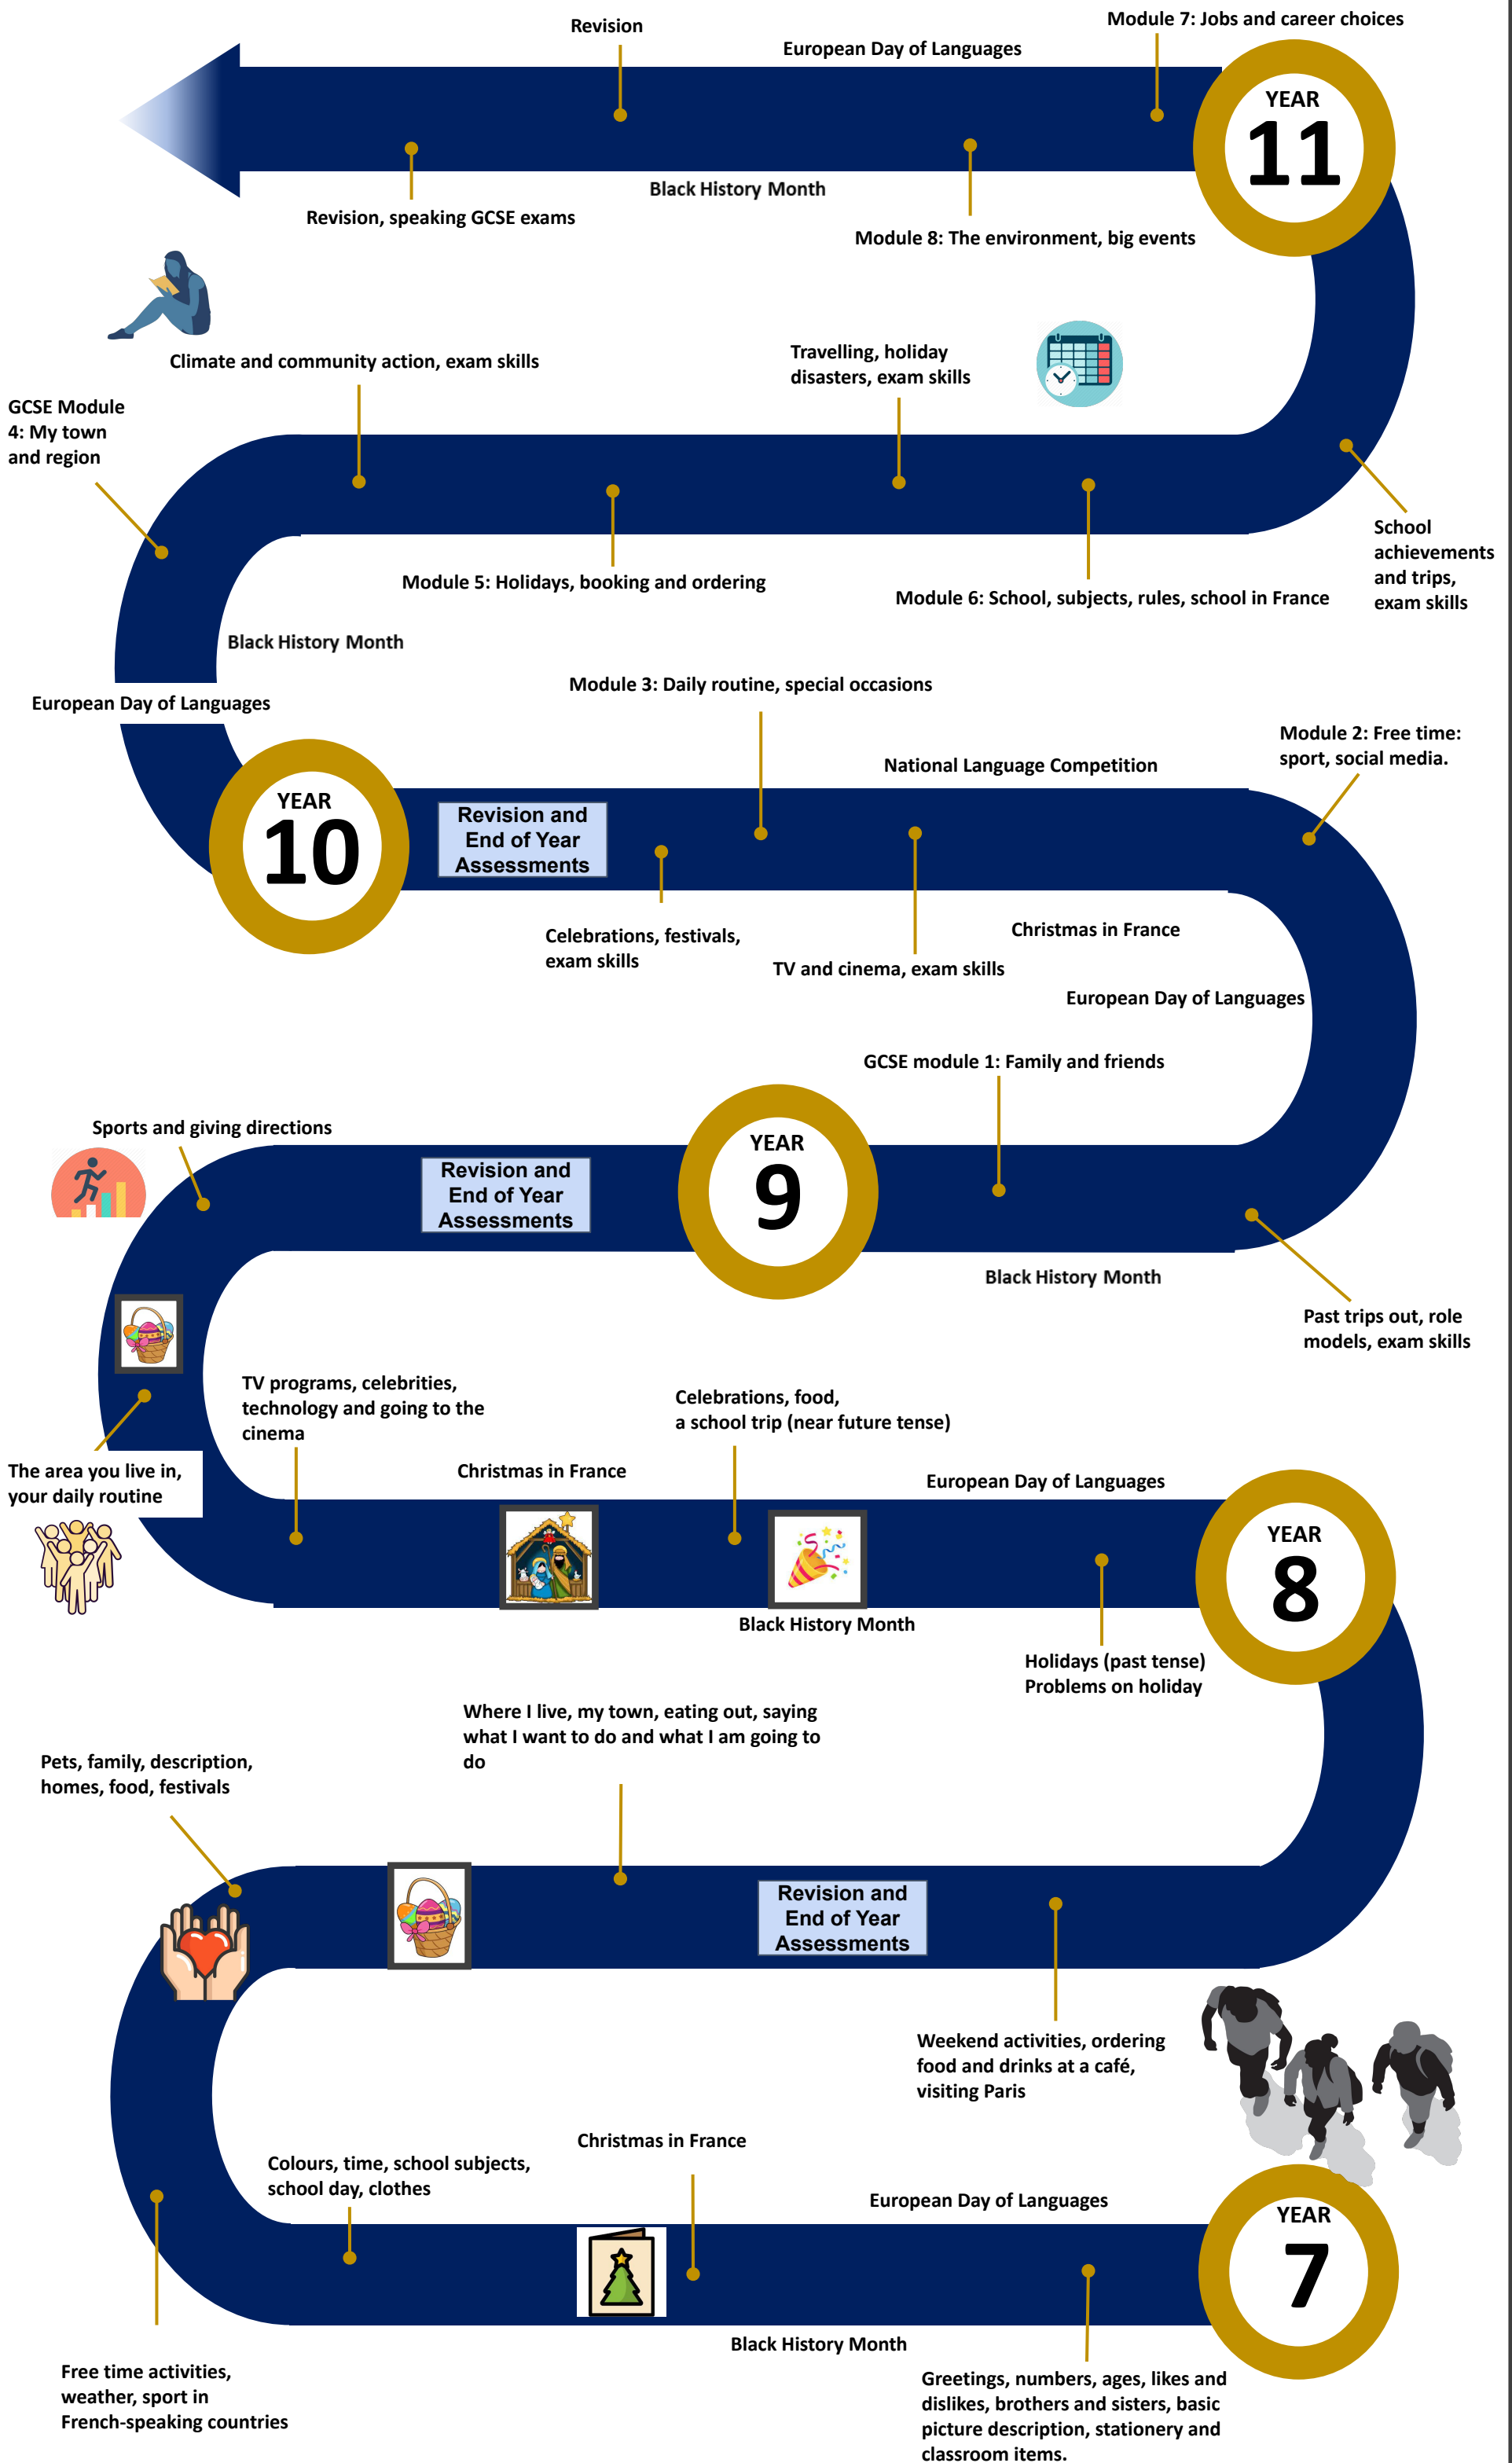 Revision
Module 7: Jobs and career choices
European Day of Languages
YEAR
11
Black History Month
Revision, speaking GCSE exams
Module 8: The environment, big events
Climate and community action, exam skills
Travelling, holiday
disasters, exam skills
GCSE Module
4: My town
and region
School
achievements
and trips,
exam skills
Module 5: Holidays, booking and ordering
Module 6: School, subjects, rules, school in France
Black History Month
European Day of Languages
Module 3: Daily routine, special occasions
Module 2: Free time:
sport, social media.
National Language Competition
YEAR
10
Revision and
End of Year
Assessments
Celebrations, festivals,
exam skills
TV and cinema, exam skills
Christmas in France
European Day of Languages
GCSE module 1: Family and friends
Sports and giving directions
Revision and
End of Year
Assessments
YEAR
9
Black History Month
Past trips out, role
models, exam skills
TV programs, celebrities,
technology and going to the
cinema
Celebrations, food,
a school trip (near future tense)
The area you live in,
your daily routine
Christmas in France
European Day of Languages
YEAR
8
Black History Month
Holidays (past tense)
Problems on holiday
Where I live, my town, eating out, saying
what I want to do and what I am going to
do
Pets, family, description,
homes, food, festivals
Revision and
End of Year
Assessments
Weekend activities, ordering
food and drinks at a café,
visiting Paris
Christmas in France
Colours, time, school subjects,
school day, clothes
European Day of Languages
YEAR
7
Black History Month
Free time activities,
weather, sport in
French-speaking countries
Greetings, numbers, ages, likes and
dislikes, brothers and sisters, basic
picture description, stationery and
classroom items.